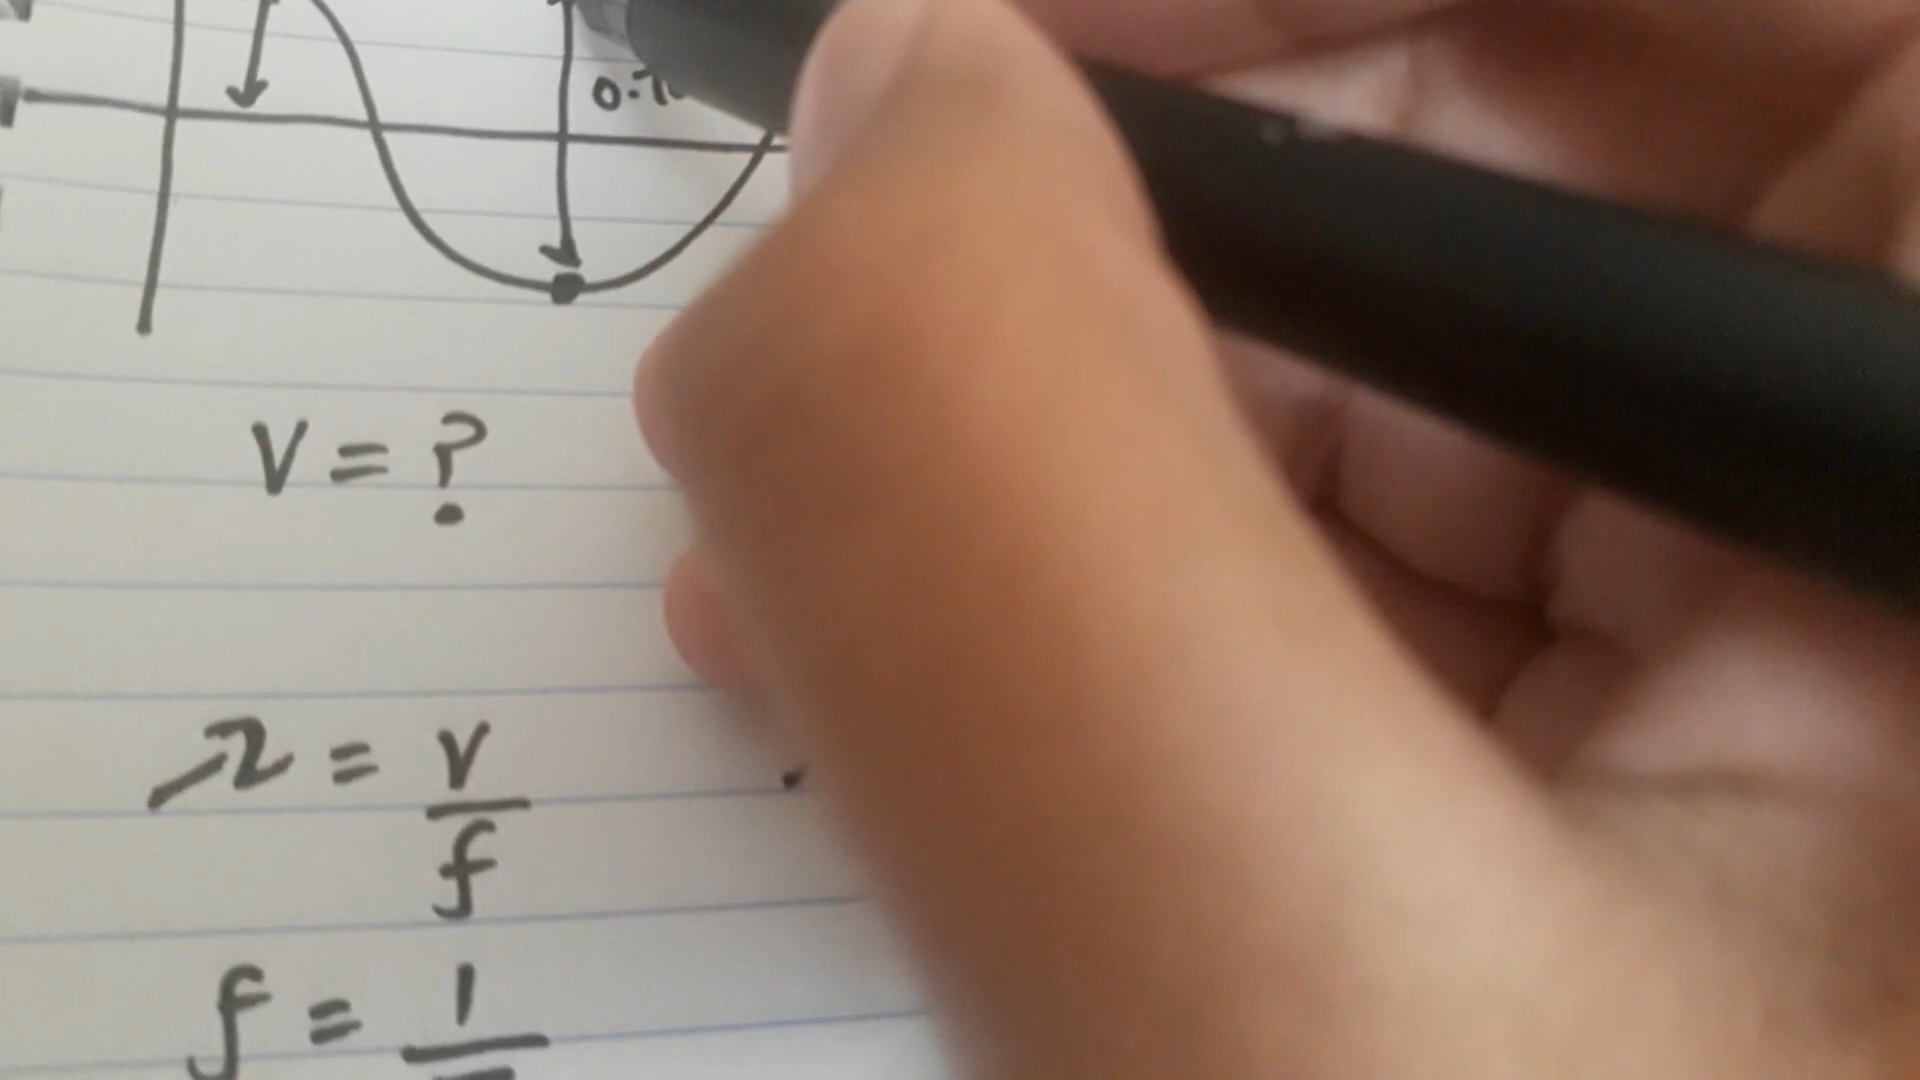 V = ?
λ = v/f
f = 1/